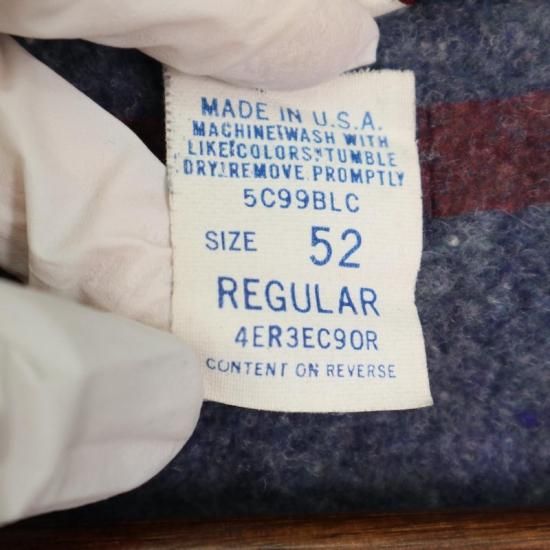 MADE IN U.S.A.
MACHINE WASH WITH
LIKE COLORS. TUMBLE
DRY. REMOVE PROMPTLY
5C99BLC
SIZE 52
REGULAR
4ER3EC90R
CONTENT ON REVERSE